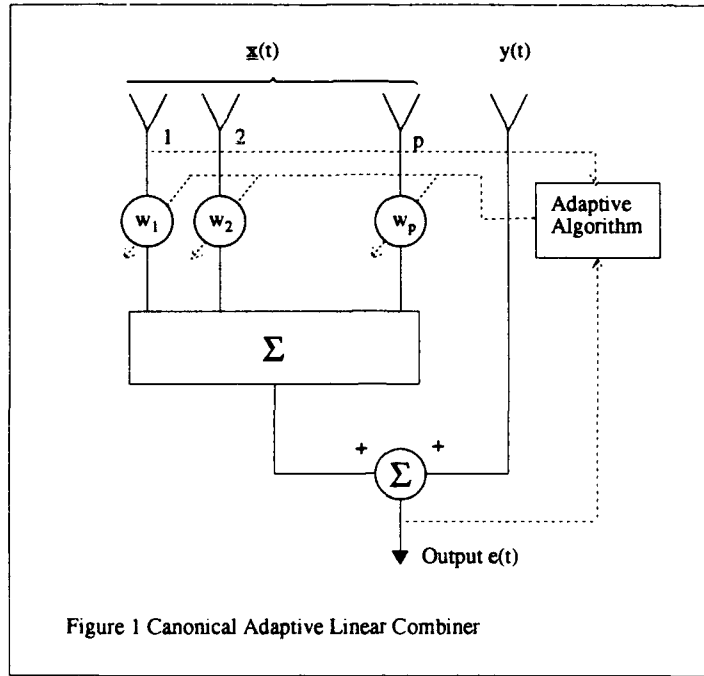 x(t) y(t)
1 2 p
w1 w2 wp
Adaptive
Algorithm
Σ
+ +
Σ
Output e(t)
Figure 1 Canonical Adaptive Linear Combiner